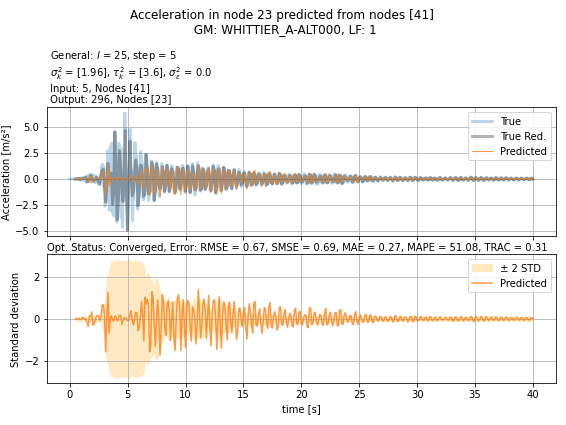 Acceleration in node 23 predicted from nodes [41]
GM: WHITTIER_A-ALT000, LF: 1
General: l = 25, step = 5
σ²ₖ = [1.96], τ²ₖ = [3.6], σ²ε = 0.0
Input: 5, Nodes [41]
Output: 296, Nodes [23]
Acceleration [m/s²]
5.0
2.5
0.0
−2.5
−5.0
True
True Red.
Predicted
Opt. Status: Converged, Error: RMSE = 0.67, SMSE = 0.69, MAE = 0.27, MAPE = 51.08, TRAC = 0.31
Standard deviation
2
0
−2
± 2 STD
Predicted
0 5 10 15 20 25 30 35 40
time [s]